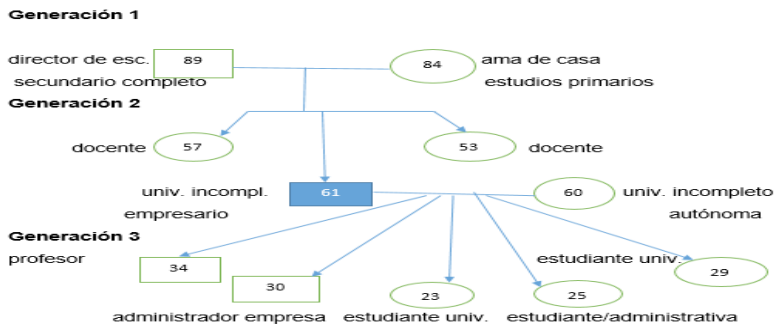 Generación 1
director de esc. 89 84 ama de casa
secundario completo estudios primarios
Generación 2
docente 57 53 docente
univ. incompl. 61 60 univ. incompleto
empresario autónoma
Generación 3
profesor 34 estudiante univ. 29
30 23 25
administrador empresa estudiante univ. estudiante/administrativa